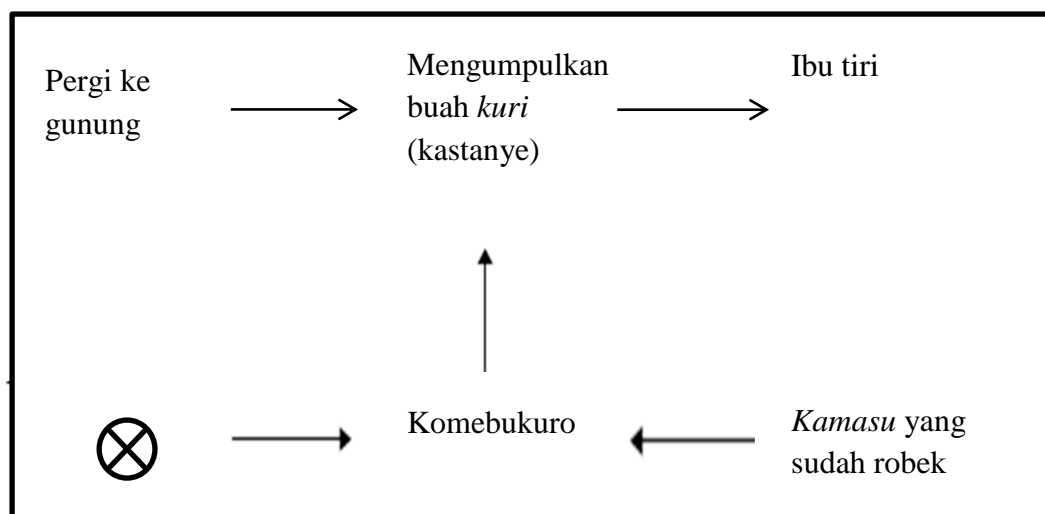 Pergi ke
gunung
Mengumpulkan
buah kuri
(kastanye)
Ibu tiri
Komebukuro
Kamasu yang
sudah robek